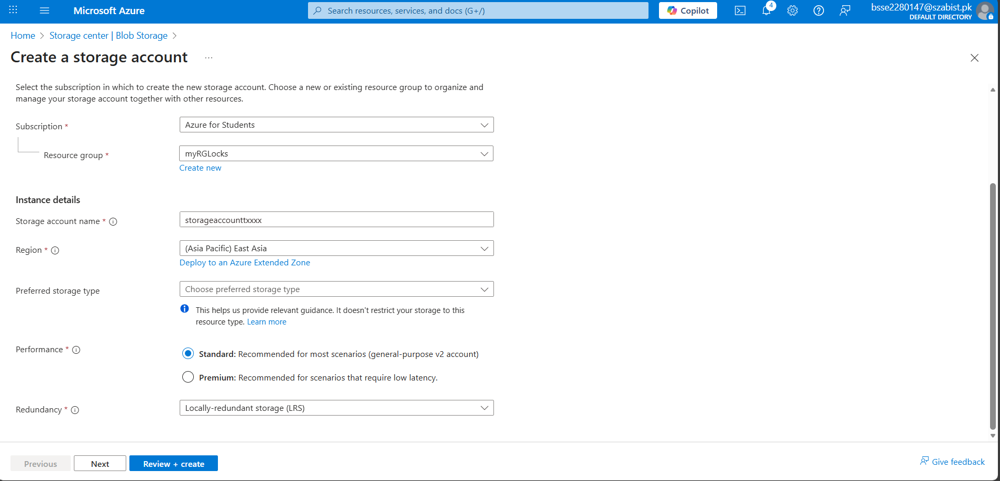 Microsoft Azure
Search resources, services, and docs (G+/)
Copilot
4
bsse2280147@szabist.pk
DEFAULT DIRECTORY
Home > Storage center | Blob Storage >
Create a storage account ...
Select the subscription in which to create the new storage account. Choose a new or existing resource group to organize and
manage your storage account together with other resources.
Subscription *
Azure for Students
Resource group *
myRGLocks
Create new
Instance details
Storage account name *
storageaccounttxxxx
Region *
(Asia Pacific) East Asia
Deploy to an Azure Extended Zone
Preferred storage type
Choose preferred storage type
This helps us provide relevant guidance. It doesn't restrict your storage to this
resource type. Learn more
Performance *
Standard: Recommended for most scenarios (general-purpose v2 account)
Premium: Recommended for scenarios that require low latency.
Redundancy *
Locally-redundant storage (LRS)
Previous
Next
Review + create
Give feedback